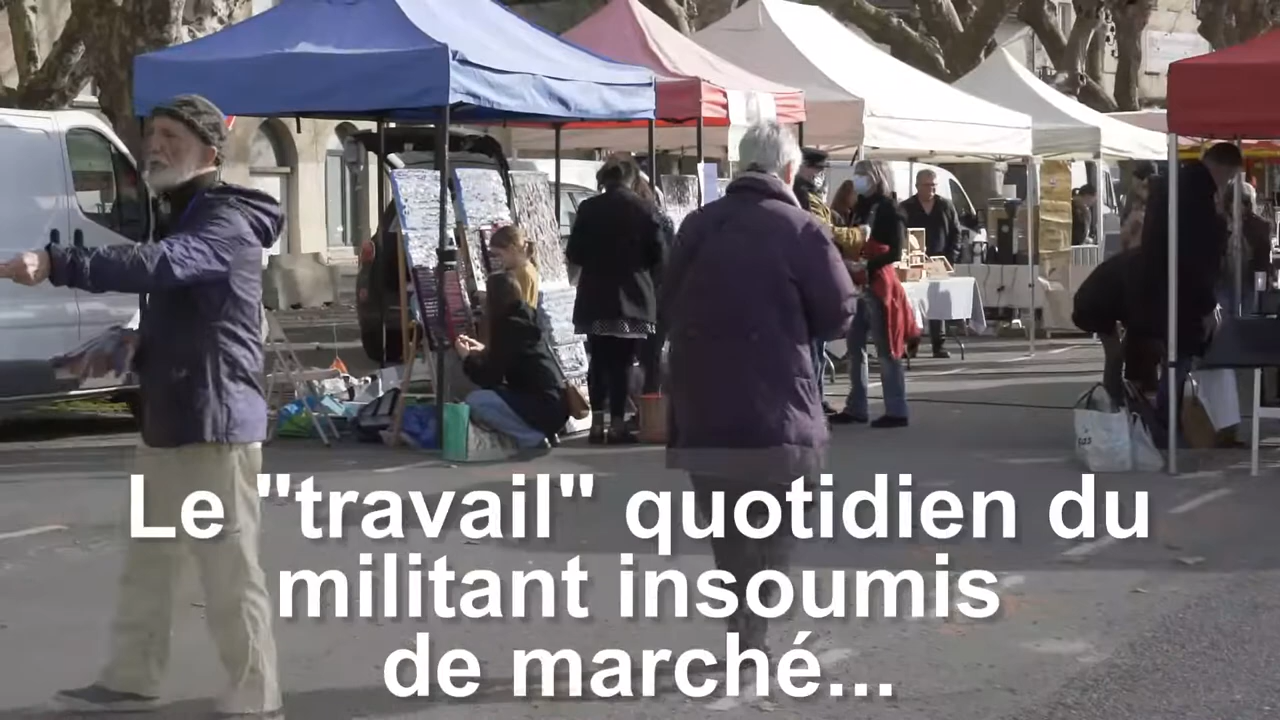 Le "travail" quotidien du
militant insoumis
de marché...